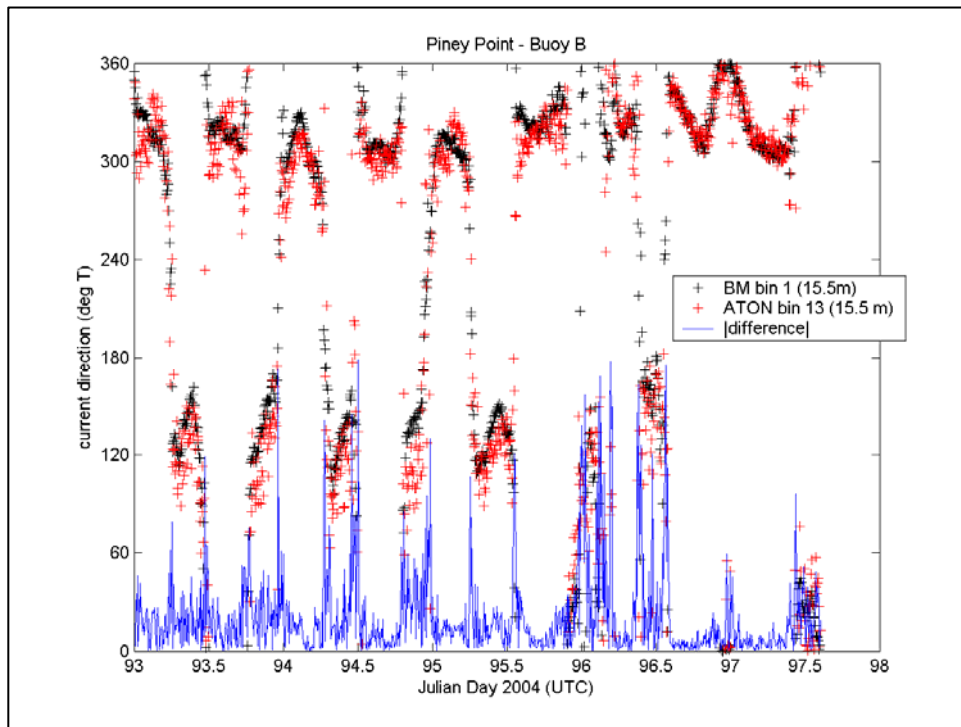 Piney Point - Buoy B
360
300
240
180
120
60
0
current direction (deg T)
BM bin 1 (15.5m)
ATON bin 13 (15.5 m)
|difference|
93 93.5 94 94.5 95 95.5 96 96.5 97 97.5 98
Julian Day 2004 (UTC)